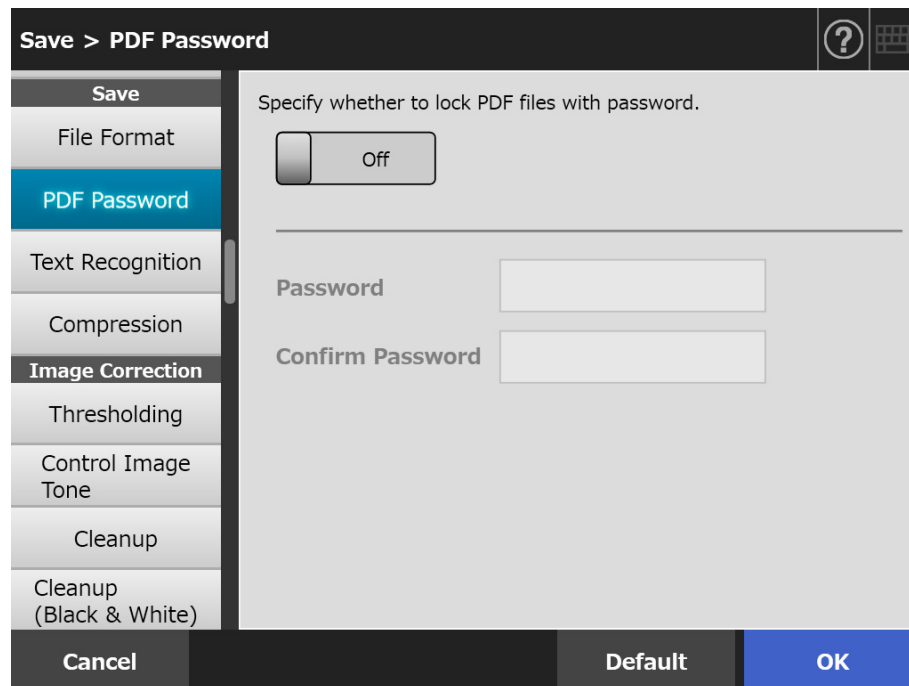 Save > PDF Password
?
Save
File Format
PDF Password
Text Recognition
Compression
Image Correction
Thresholding
Control Image
Tone
Cleanup
Cleanup
(Black & White)
Specify whether to lock PDF files with password.
Off
Password
Confirm Password
Cancel
Default
OK